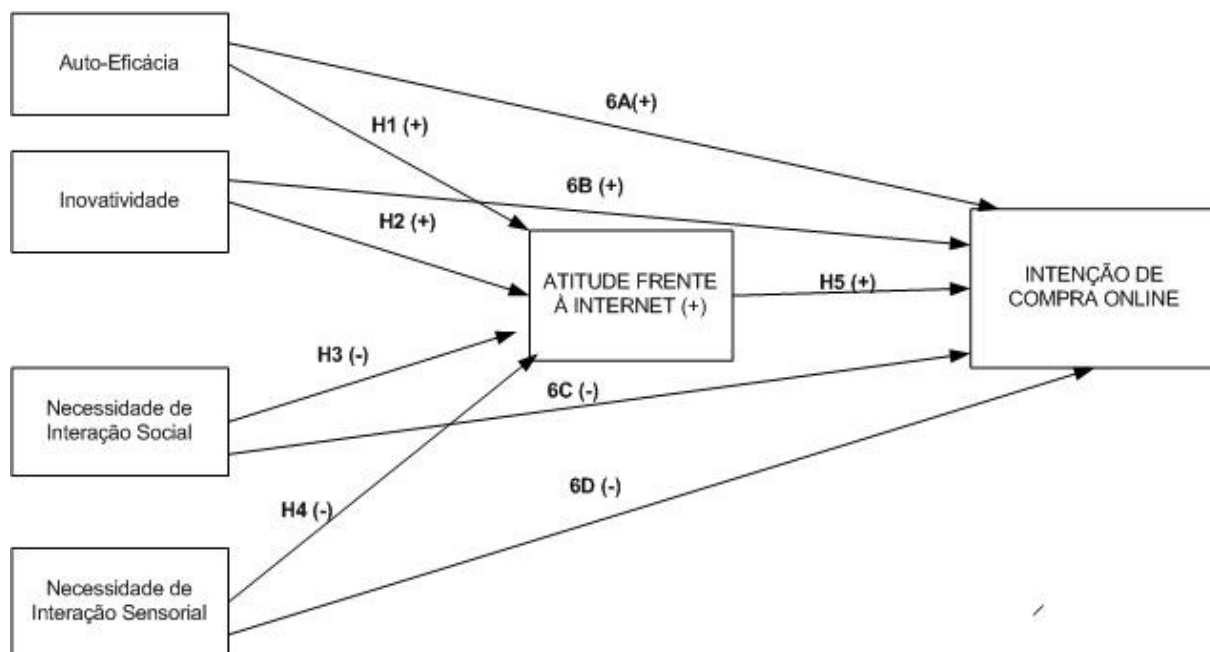 Auto-Eficácia
6A(+)
H1 (+)
Inovatividade
6B (+)
H2 (+)
ATITUDE FRENTE
À INTERNET (+)
H5 (+)
INTENÇÃO DE
COMPRA ONLINE
H3 (-)
6C (-)
Necessidade de
Interação Social
6D (-)
H4 (-)
Necessidade de
Interação Sensorial